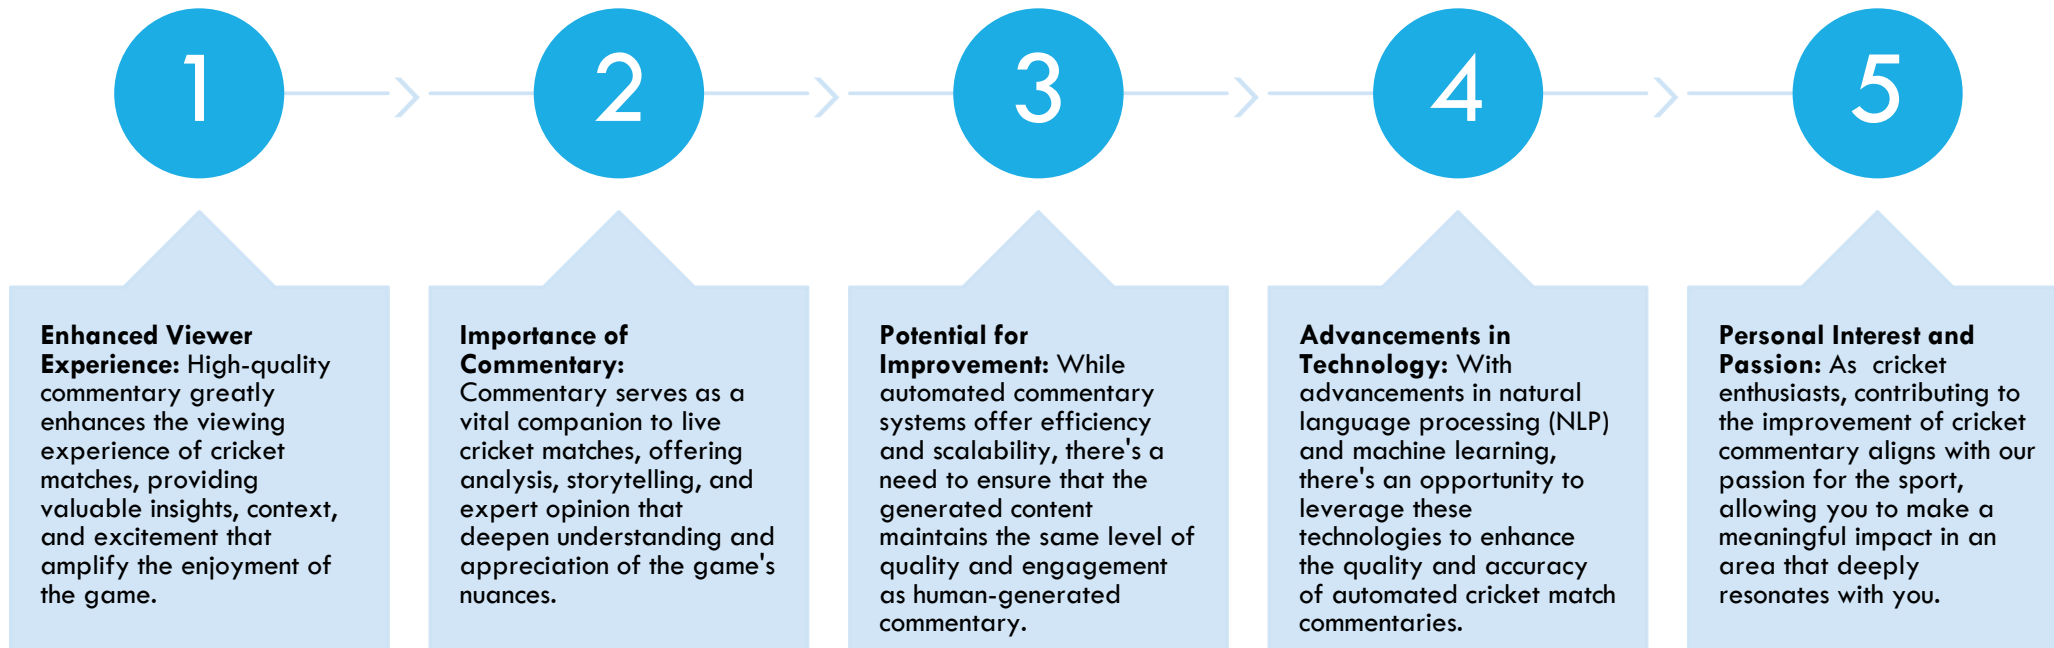 1
2
3
4
5
Enhanced Viewer
Experience: High-quality
commentary greatly
enhances the viewing
experience of cricket
matches, providing
valuable insights, context,
and excitement that
amplify the enjoyment of
the game.
Importance of
Commentary:
Commentary serves as a
vital companion to live
cricket matches, offering
analysis, storytelling, and
expert opinion that
deepen understanding and
appreciation of the game's
nuances.
Potential for
Improvement: While
automated commentary
systems offer efficiency
and scalability, there's a
need to ensure that the
generated content
maintains the same level of
quality and engagement
as human-generated
commentary.
Advancements in
Technology: With
advancements in natural
language processing (NLP)
and machine learning,
there's an opportunity to
leverage these
technologies to enhance
the quality and accuracy
of automated cricket match
commentaries.
Personal Interest and
Passion: As  cricket
enthusiasts, contributing to
the improvement of cricket
commentary aligns with our
passion for the sport,
allowing you to make a
meaningful impact in an
area that deeply
resonates with you.